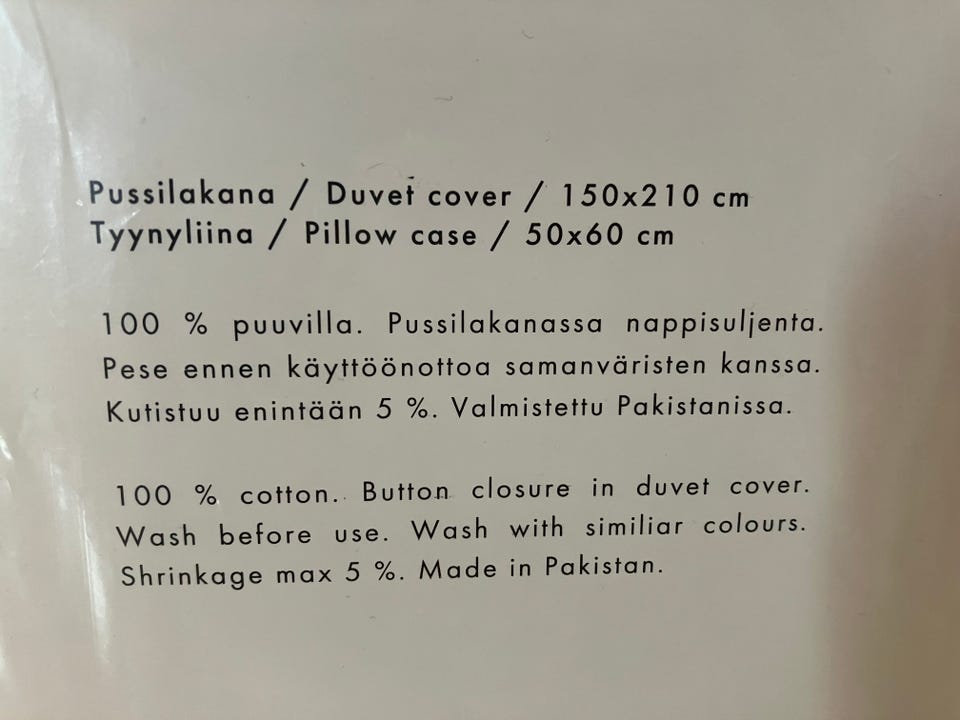 Pussilakana / Duvet cover / 150x210 cm
Tyynyliina / Pillow case / 50x60 cm
100 % puuvilla. Pussilakanassa nappisuljenta.
Pese ennen käyttöönottoa samanväristen kanssa.
Kutistuu enintään 5 %. Valmistettu Pakistanissa.
100 % cotton. Button closure in duvet cover.
Wash before use. Wash with similiar colours.
Shrinkage max 5 %. Made in Pakistan.